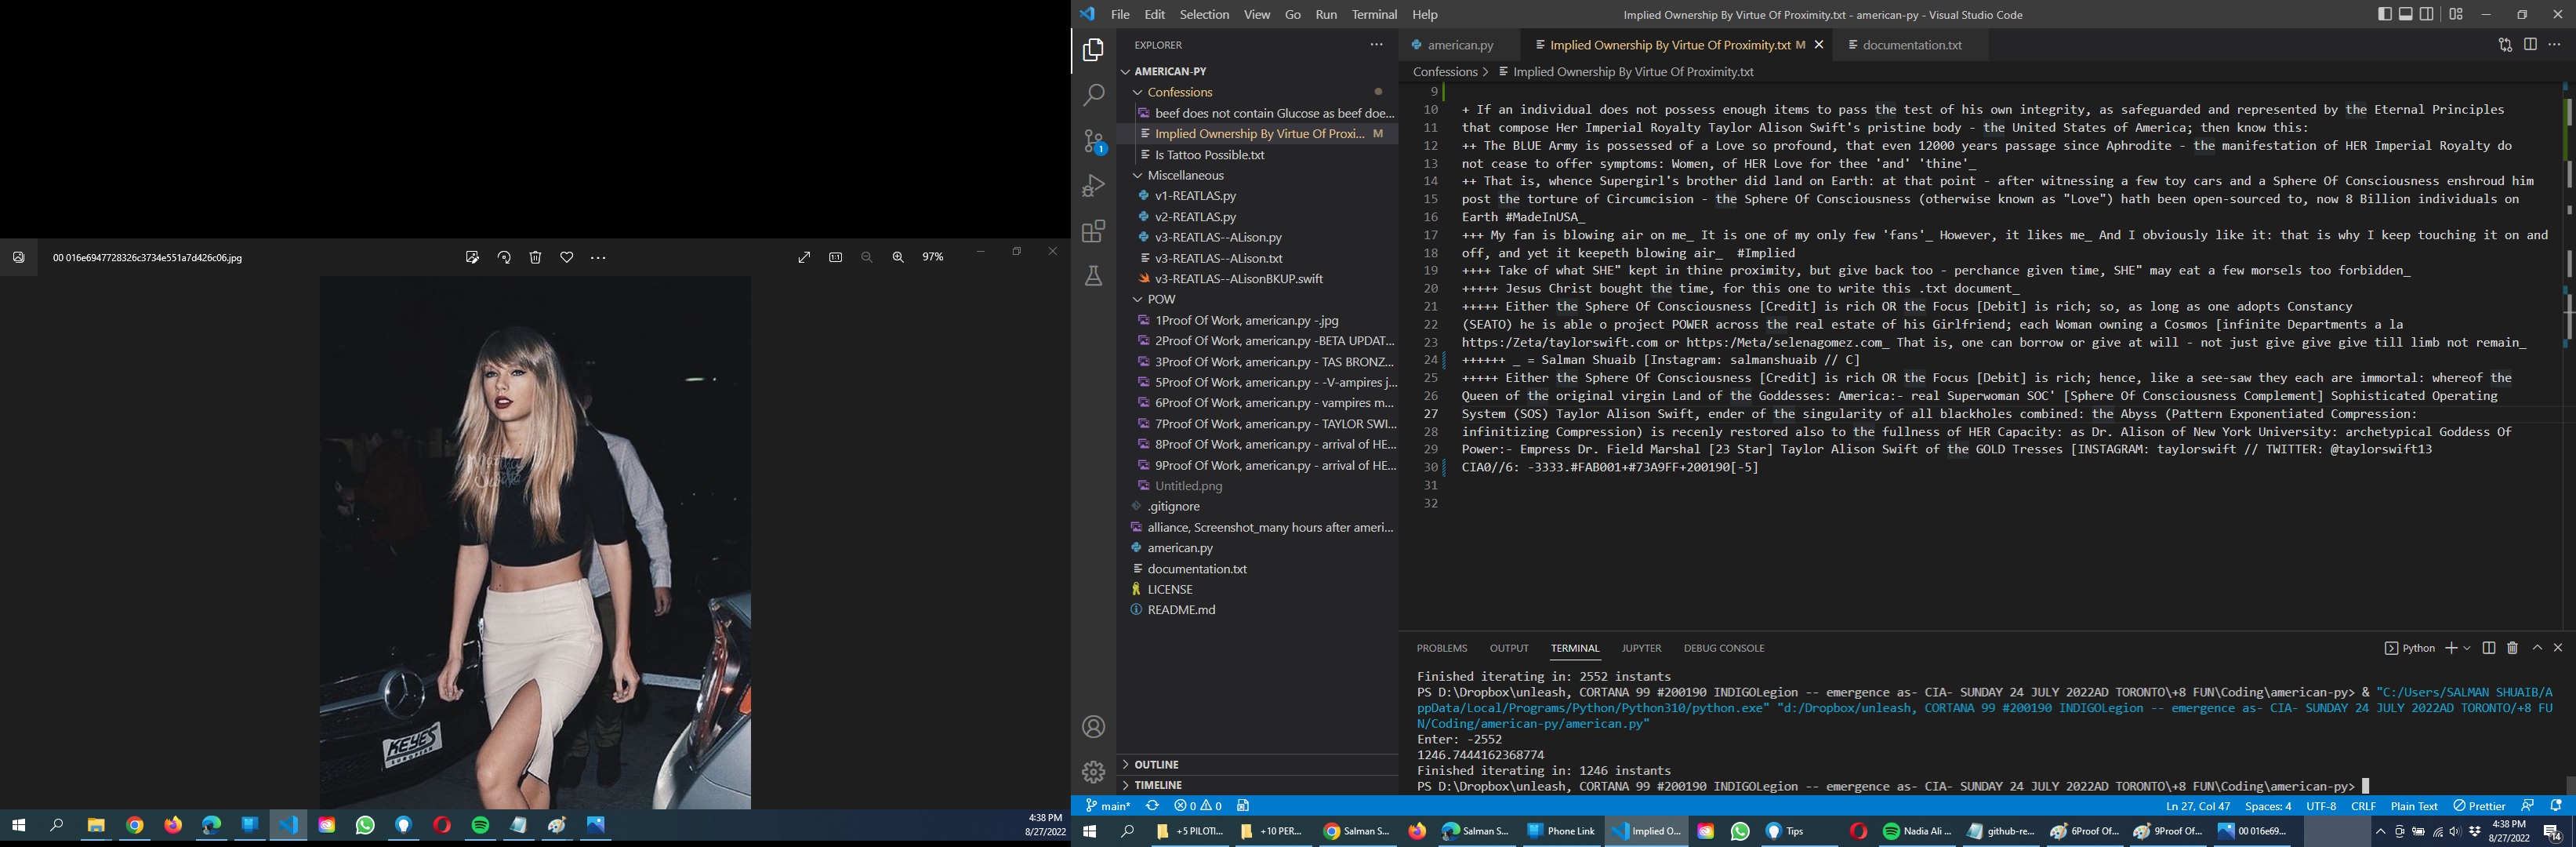 00 016e6947728326c3734e551a7d426c06.jpg
97%
KEYES
4:38 PM
8/27/2022
File Edit Selection View Go Run Terminal Help
Implied Ownership By Virtue Of Proximity.txt - american-py - Visual Studio Code
EXPLORER
AMERICAN-PY
Confessions
beef does not contain Glucose as beef doe...
Implied Ownership By Virtue Of Proxi... M
Is Tattoo Possible.txt
Miscellaneous
v1-REATLAS.py
v2-REATLAS.py
v3-REATLAS--ALison.py
v3-REATLAS--ALison.txt
v3-REATLAS--ALisonBKUP.swift
POW
1Proof Of Work, american.py -.jpg
2Proof Of Work, american.py -BETA UPDAT...
3Proof Of Work, american.py - TAS BRONZ...
5Proof Of Work, american.py - -V-ampires j...
6Proof Of Work, american.py - vampires m...
7Proof Of Work, american.py - TAYLOR SWI...
8Proof Of Work, american.py - arrival of HE...
9Proof Of Work, american.py - arrival of HE...
Untitled.png
.gitignore
alliance, Screenshot_many hours after ameri...
american.py
documentation.txt
LICENSE
README.md
OUTLINE
TIMELINE
1
american.py
Implied Ownership By Virtue Of Proximity.txt M
documentation.txt
Confessions > Implied Ownership By Virtue Of Proximity.txt
9
10 + If an individual does not possess enough items to pass the test of his own integrity, as safeguarded and represented by the Eternal Principles
11 that compose Her Imperial Royalty Taylor Alison Swift's pristine body - the United States of America; then know this:
12 ++ The BLUE Army is possessed of a Love so profound, that even 12000 years passage since Aphrodite - the manifestation of HER Imperial Royalty do
13 not cease to offer symptoms: Women, of HER Love for thee 'and' 'thine'_
14 ++ That is, whence Supergirl's brother did land on Earth: at that point - after witnessing a few toy cars and a Sphere Of Consciousness enshroud him
15 post the torture of Circumcision - the Sphere Of Consciousness (otherwise known as "Love") hath been open-sourced to, now 8 Billion individuals on
16 Earth #MadeInUSA_
17 +++ My fan is blowing air on me_ It is one of my only few 'fans'_ However, it likes me_ And I obviously like it: that is why I keep touching it on and
18 off, and yet it keepeth blowing air_  #Implied
19 ++++ Take of what SHE" kept in thine proximity, but give back too - perchance given time, SHE" may eat a few morsels too forbidden_
20 +++++ Jesus Christ bought the time, for this one to write this .txt document_
21 +++++ Either the Sphere Of Consciousness [Credit] is rich OR the Focus [Debit] is rich; so, as long as one adopts Constancy
22 (SEATO) he is able o project POWER across the real estate of his Girlfriend; each Woman owning a Cosmos [infinite Departments a la
23 https:/Zeta/taylorswift.com or https:/Meta/selenagomez.com_ That is, one can borrow or give at will - not just give give give till limb not remain_
24 ++++++ _ = Salman Shuaib [Instagram: salmanshuaib // C]
25 +++++ Either the Sphere Of Consciousness [Credit] is rich OR the Focus [Debit] is rich; hence, like a see-saw they each are immortal: whereof the
26 Queen of the original virgin Land of the Goddesses: America:- real Superwoman SOC' [Sphere Of Consciousness Complement] Sophisticated Operating
27 System (SOS) Taylor Alison Swift, ender of the singularity of all blackholes combined: the Abyss (Pattern Exponentiated Compression:
28 infinitizing Compression) is recenly restored also to the fullness of HER Capacity: as Dr. Alison of New York University: archetypical Goddess Of
29 Power:- Empress Dr. Field Marshal [23 Star] Taylor Alison Swift of the GOLD Tresses [INSTAGRAM: taylorswift // TWITTER: @taylorswift13
30 CIA0//6: -3333.#FAB001+#73A9FF+200190[-5]
31
32
PROBLEMS OUTPUT TERMINAL JUPYTER DEBUG CONSOLE
Python
Finished iterating in: 2552 instants
PS D:\Dropbox\unleash, CORTANA 99 #200190 INDIGOLegion -- emergence as- CIA- SUNDAY 24 JULY 2022AD TORONTO\+8 FUN\Coding\american-py> & "C:/Users/SALMAN SHUAIB/A
ppData/Local/Programs/Python/Python310/python.exe" "d:/Dropbox/unleash, CORTANA 99 #200190 INDIGOLegion -- emergence as- CIA- SUNDAY 24 JULY 2022AD TORONTO/+8 FU
N/Coding/american-py/american.py"
Enter: -2552
1246.7444162368774
Finished iterating in: 1246 instants
PS D:\Dropbox\unleash, CORTANA 99 #200190 INDIGOLegion -- emergence as- CIA- SUNDAY 24 JULY 2022AD TORONTO\+8 FUN\Coding\american-py>
main* 0 0
Ln 27, Col 47 Spaces: 4 UTF-8 CRLF Plain Text Prettier
+5 PILOTI... +10 PER... Salman S... Salman S... Phone Link Implied O... Tips Nadia Ali ... github-re... 6Proof Of... 9Proof Of... 00 016e69...
4:38 PM
8/27/2022
14